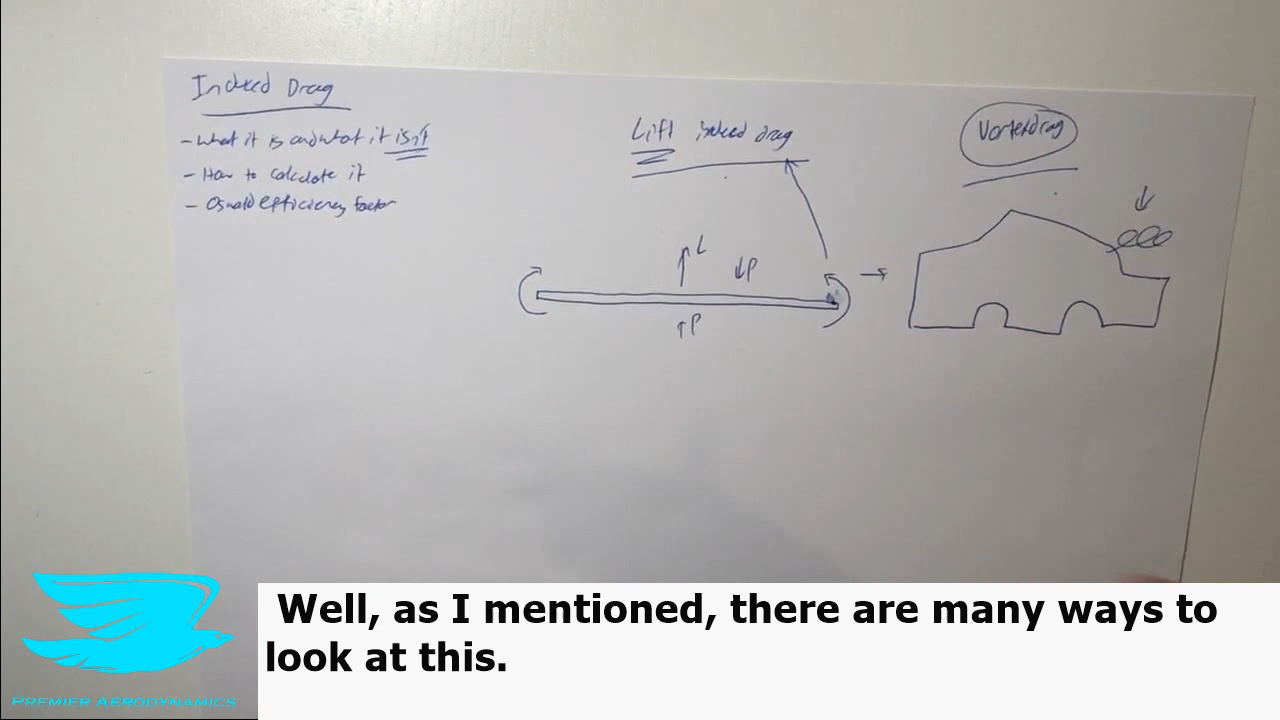 Induced Drag
- What it is and what it isn't
- How to calculate it
- Oswald efficiency factor
Lift induced drag
Vortex drag
↑ L
↓P
↑P
Well, as I mentioned, there are many ways to
look at this.
PREMIER AERODYNAMICS